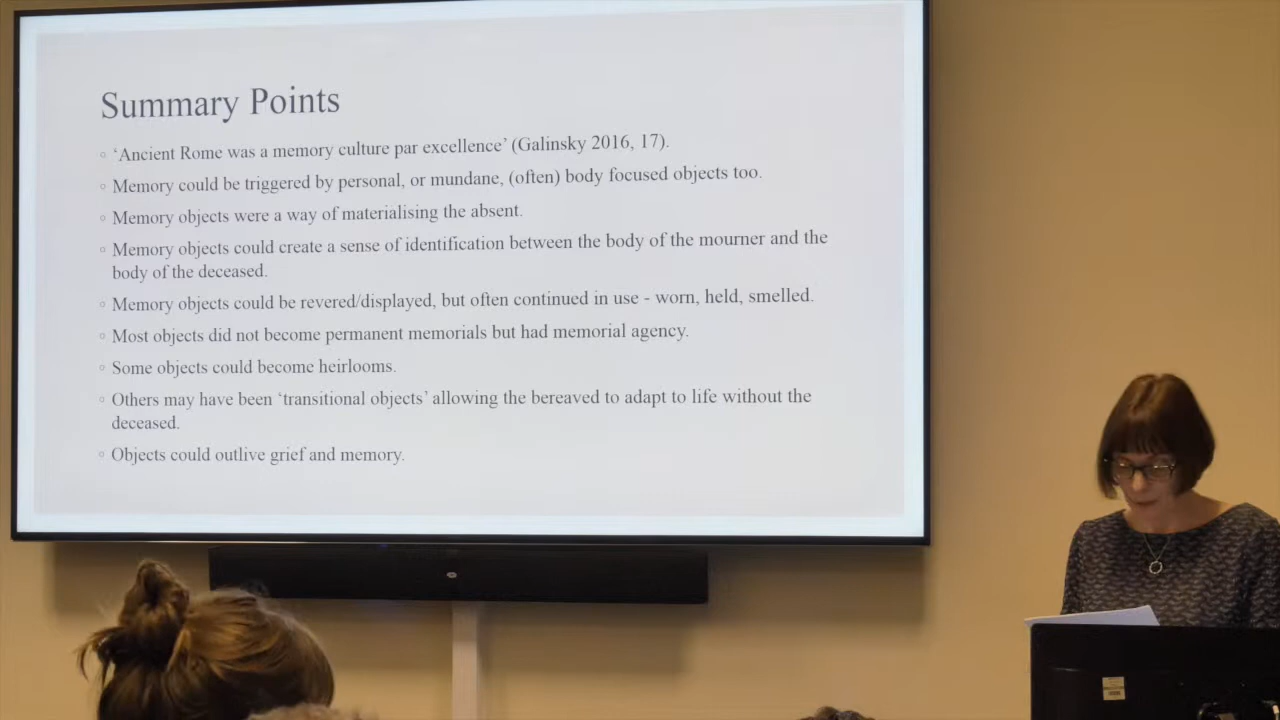 Summary Points
◦ ‘Ancient Rome was a memory culture par excellence’ (Galinsky 2016, 17).
◦ Memory could be triggered by personal, or mundane, (often) body focused objects too.
◦ Memory objects were a way of materialising the absent.
◦ Memory objects could create a sense of identification between the body of the mourner and the
body of the deceased.
◦ Memory objects could be revered/displayed, but often continued in use - worn, held, smelled.
◦ Most objects did not become permanent memorials but had memorial agency.
◦ Some objects could become heirlooms.
◦ Others may have been ‘transitional objects’ allowing the bereaved to adapt to life without the
deceased.
◦ Objects could outlive grief and memory.